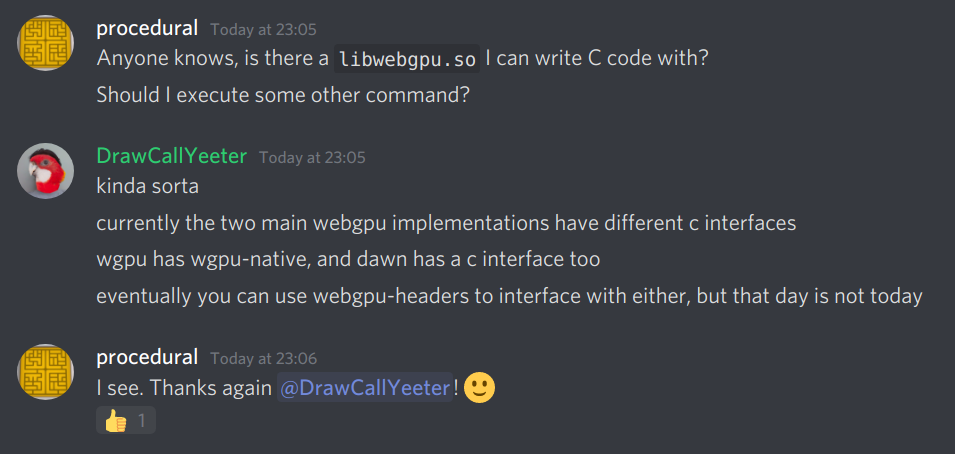 procedural Today at 23:05
Anyone knows, is there a libwebgpu.so I can write C code with?
Should I execute some other command?
DrawCallYeeter Today at 23:05
kinda sorta
currently the two main webgpu implementations have different c interfaces
wgpu has wgpu-native, and dawn has a c interface too
eventually you can use webgpu-headers to interface with either, but that day is not today
procedural Today at 23:06
I see. Thanks again @DrawCallYeeter! 🙂
👍 1